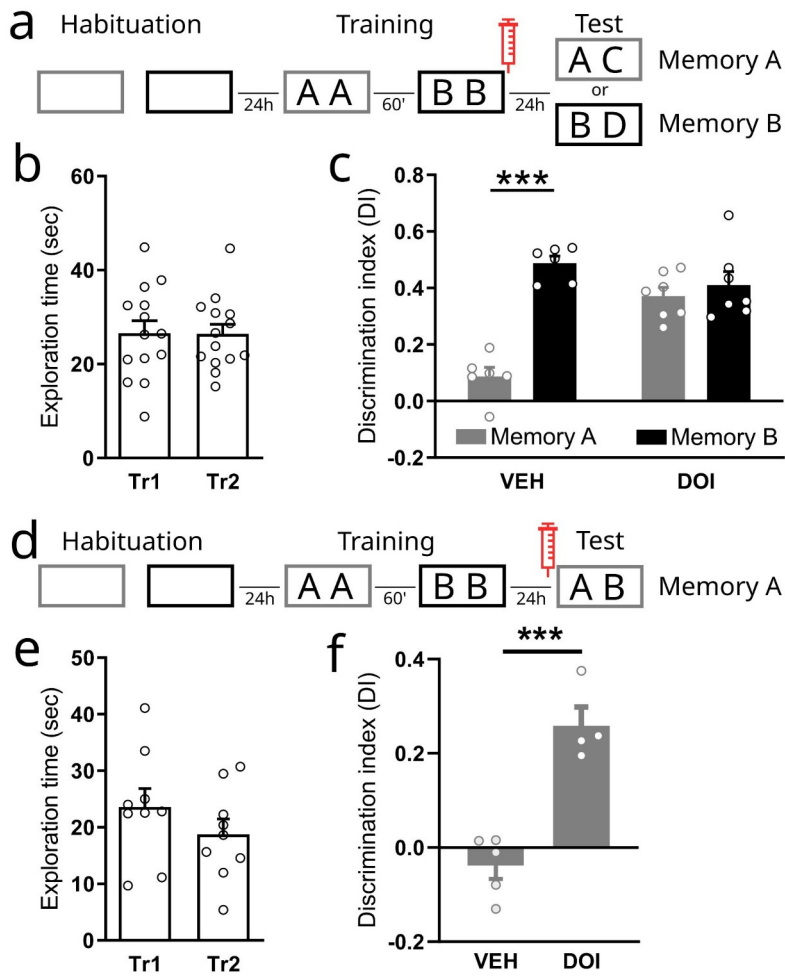 a
Habituation Training Test
A A B B A C Memory A
24h 60' 24h or
B D Memory B
b
Exploration time (sec)
60
40
20
0
Tr1 Tr2
c
Discrimination index (DI)
0.8
0.6
0.4
0.2
0.0
-0.2
***
Memory A Memory B
VEH DOI
d
Habituation Training Test
A A B B A B Memory A
24h 60' 24h
e
Exploration time (sec)
50
40
30
20
10
0
Tr1 Tr2
f
Discrimination index (DI)
0.4
0.2
0.0
-0.2
***
VEH DOI